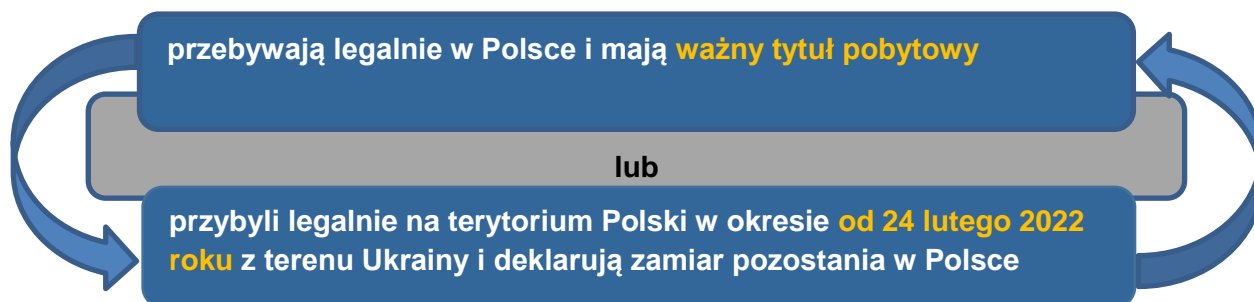 przebywają legalnie w Polsce i mają ważny tytuł pobytowy
lub
przybyli legalnie na terytorium Polski w okresie od 24 lutego 2022
roku z terenu Ukrainy i deklarują zamiar pozostania w Polsce